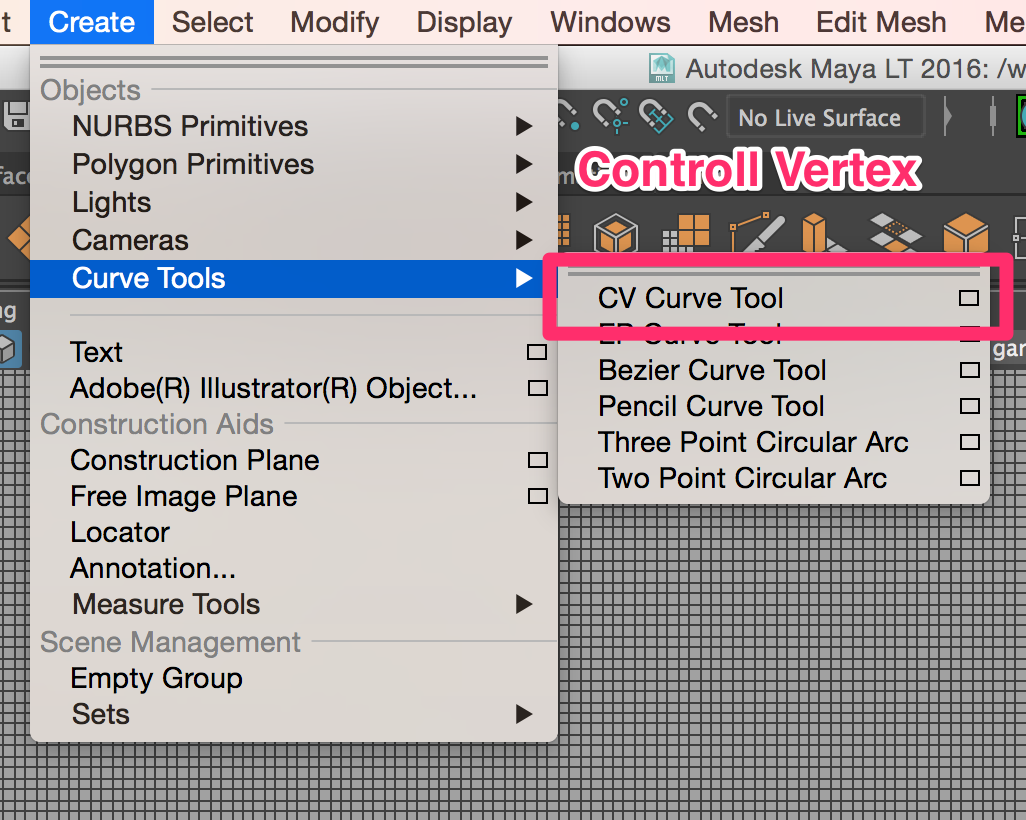 t Create Select Modify Display Windows Mesh Edit Mesh Me
Autodesk Maya LT 2016: /w
MLT
No Live Surface
Controll Vertex
Objects
NURBS Primitives
Polygon Primitives
Lights
Cameras
Curve Tools
Text
Adobe(R) Illustrator(R) Object...
Construction Aids
Construction Plane
Free Image Plane
Locator
Annotation...
Measure Tools
Scene Management
Empty Group
Sets
CV Curve Tool
EP Curve Tool
Bezier Curve Tool
Pencil Curve Tool
Three Point Circular Arc
Two Point Circular Arc